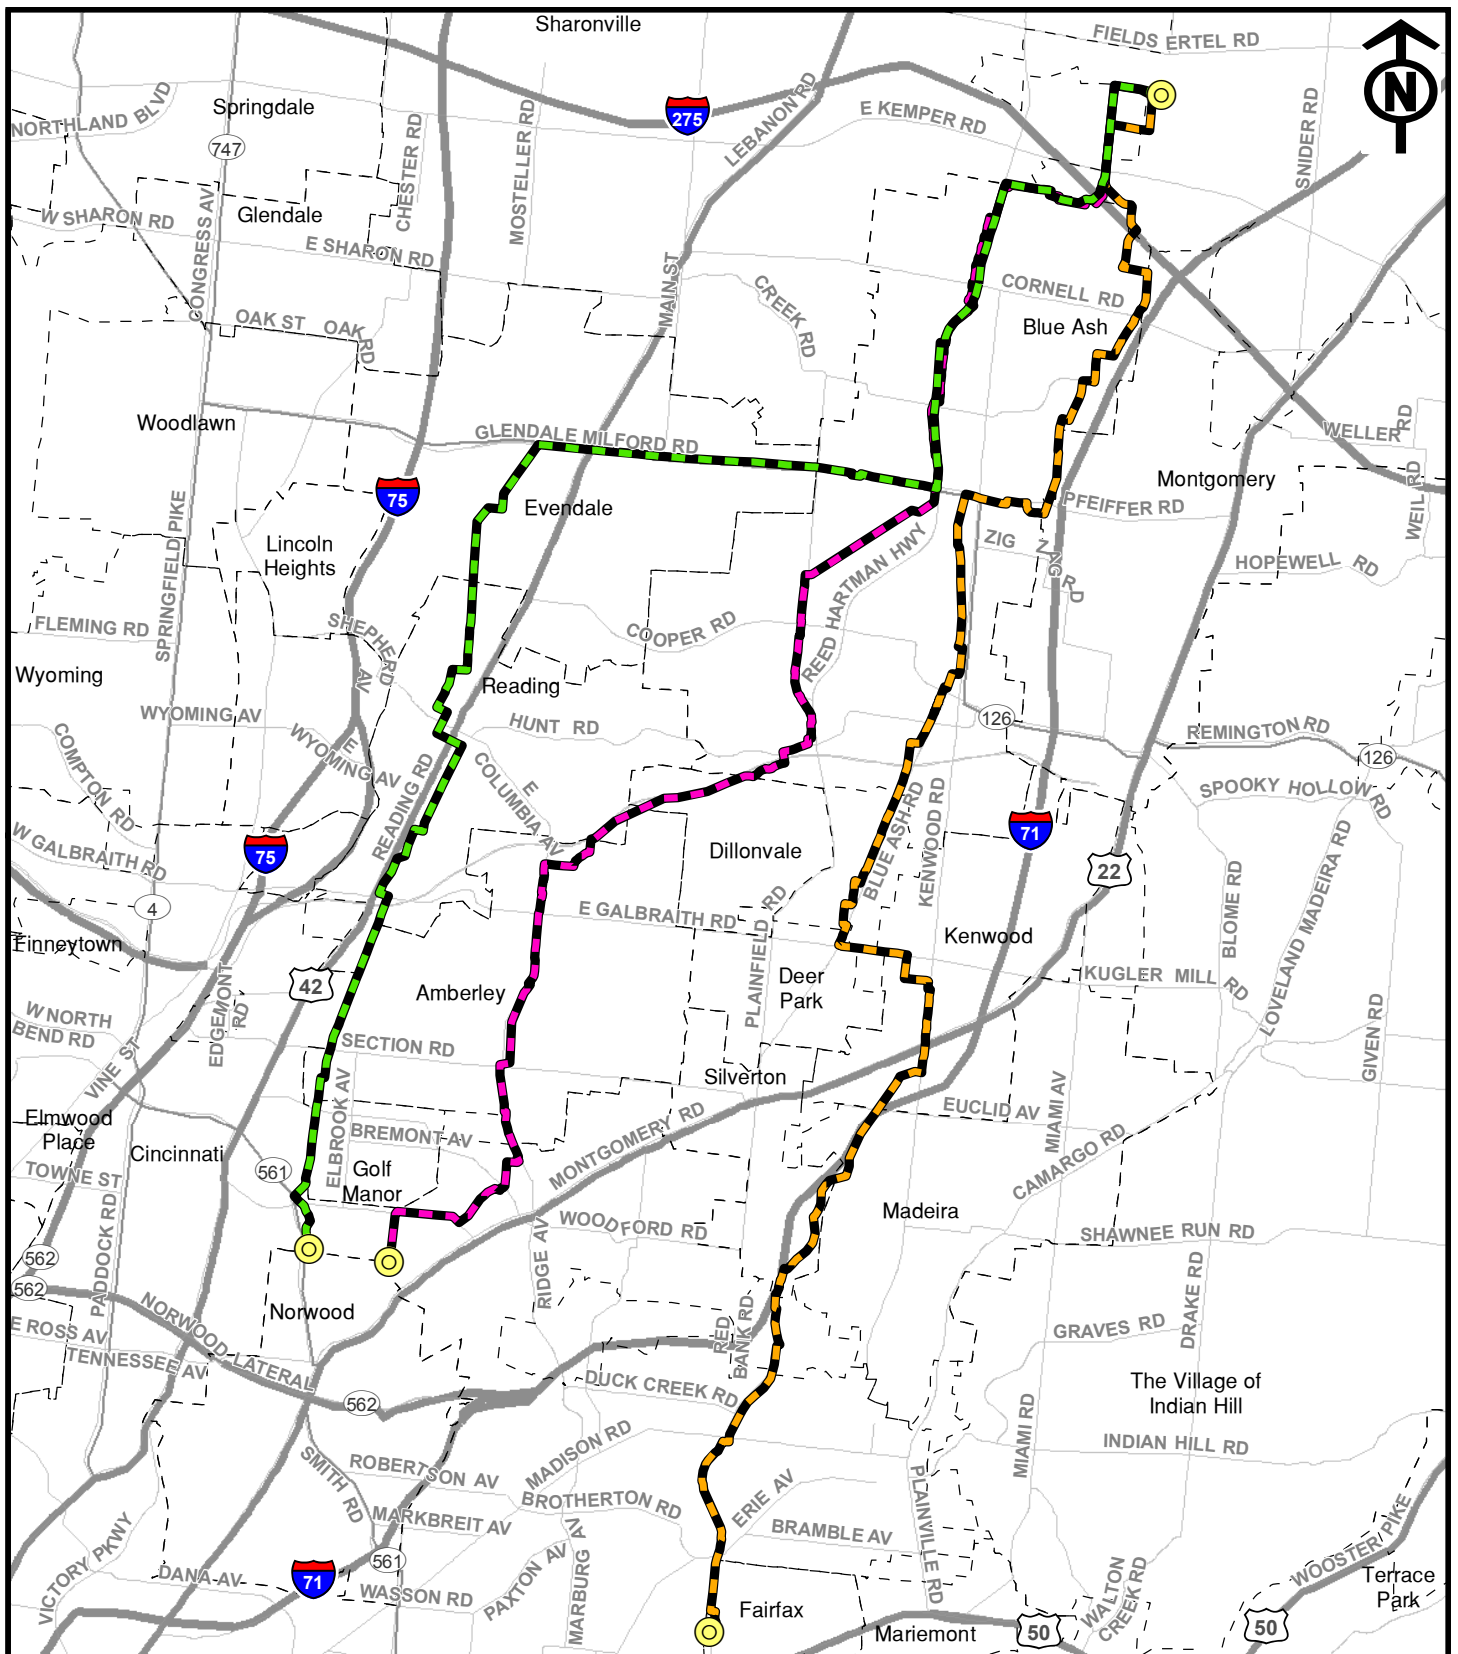 Sharonville
FIELDS ERTEL RD
N
Springdale
NORTHLAND BLVD
747
275
LEBANON RD
E KEMPER RD
SNIDER RD
CHESTER RD
MOSTELLER RD
W SHARON RD
Glendale
CONGRESS AV
E SHARON RD
MAIN ST
CREEK RD
CORNELL RD
Blue Ash
OAK ST
OAK RD
Woodlawn
GLENDALE MILFORD RD
WELLER RD
75
Evendale
Montgomery
PFEIFFER RD
WEIL RD
SPRINGFIELD PIKE
Lincoln
Heights
ZIG ZAG RD
REED HARTMAN HWY
HOPEWELL RD
FLEMING RD
SHEPHERD AV
COOPER RD
Wyoming
Reading
WYOMING AV
E WYOMING AV
HUNT RD
126
REMINGTON RD
126
COMPTON RD
READING RD
E COLUMBIA AV
SPOOKY HOLLOW RD
W GALBRAITH RD
75
Dillonvale
BLUE ASH RD
KENWOOD RD
71
22
BLOME RD
LOVELAND MADEIRA RD
4
E GALBRAITH RD
PLAINFIELD RD
Kenwood
Finneytown
42
Amberley
Deer
Park
KUGLER MILL RD
EDGEMONT RD
W NORTH
BEND RD
SECTION RD
GIVEN RD
VINE ST
Silverton
Elmwood
Place
Cincinnati
ELBROOK AV
BREMONT AV
MONTGOMERY RD
EUCLID AV
MIAMI AV
CAMARGO RD
TOWNE ST
561
Golf
Manor
PADDOCK RD
WOODFORD RD
Madeira
SHAWNEE RUN RD
562
562
Norwood
RIDGE AV
DRAKE RD
E ROSS AV
NORWOOD LATERAL
RED
BANK RD
GRAVES RD
TENNESSEE AV
562
DUCK CREEK RD
The Village of
Indian Hill
SMITH RD
ROBERTSON AV
MADISON RD
MIAMI RD
INDIAN HILL RD
MARKBREIT AV
BROTHERTON RD
ERIE AV
BRAMBLE AV
PLAINVILLE RD
WOOSTER PIKE
VICTORY PKWY
DANA AV
71
561
WASSON RD
PAXTON AV
MARBURG AV
Fairfax
Mariemont
50
WALTON
CREEK RD
50
Terrace
Park